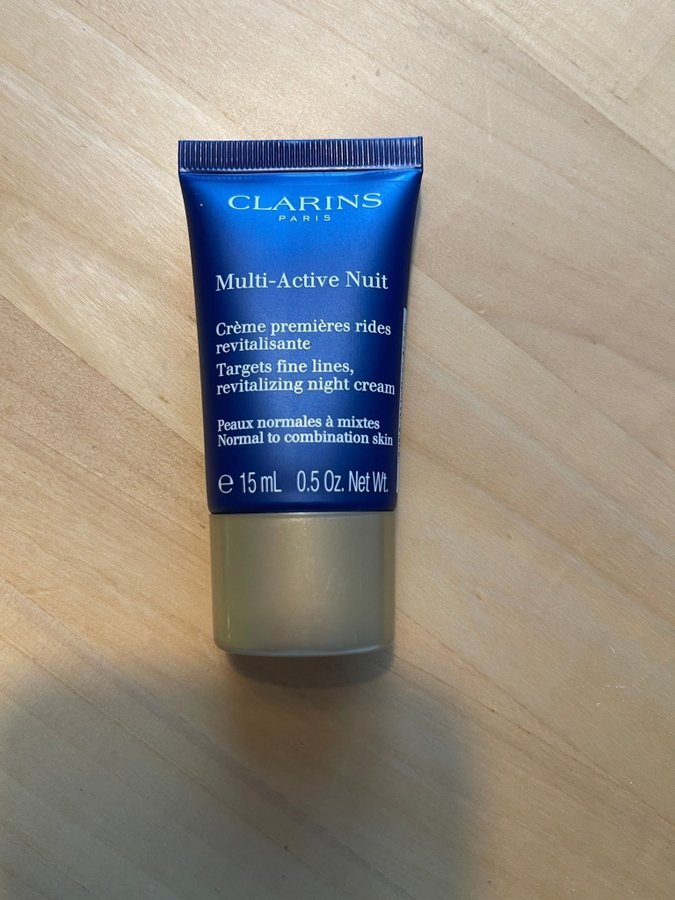 CLARINS
PARIS
Multi-Active Nuit
Crème premières rides
revitalisante
Targets fine lines,
revitalizing night cream
Peaux normales à mixtes
Normal to combination skin
℮ 15 mL 0.5 Oz. Net Wt.